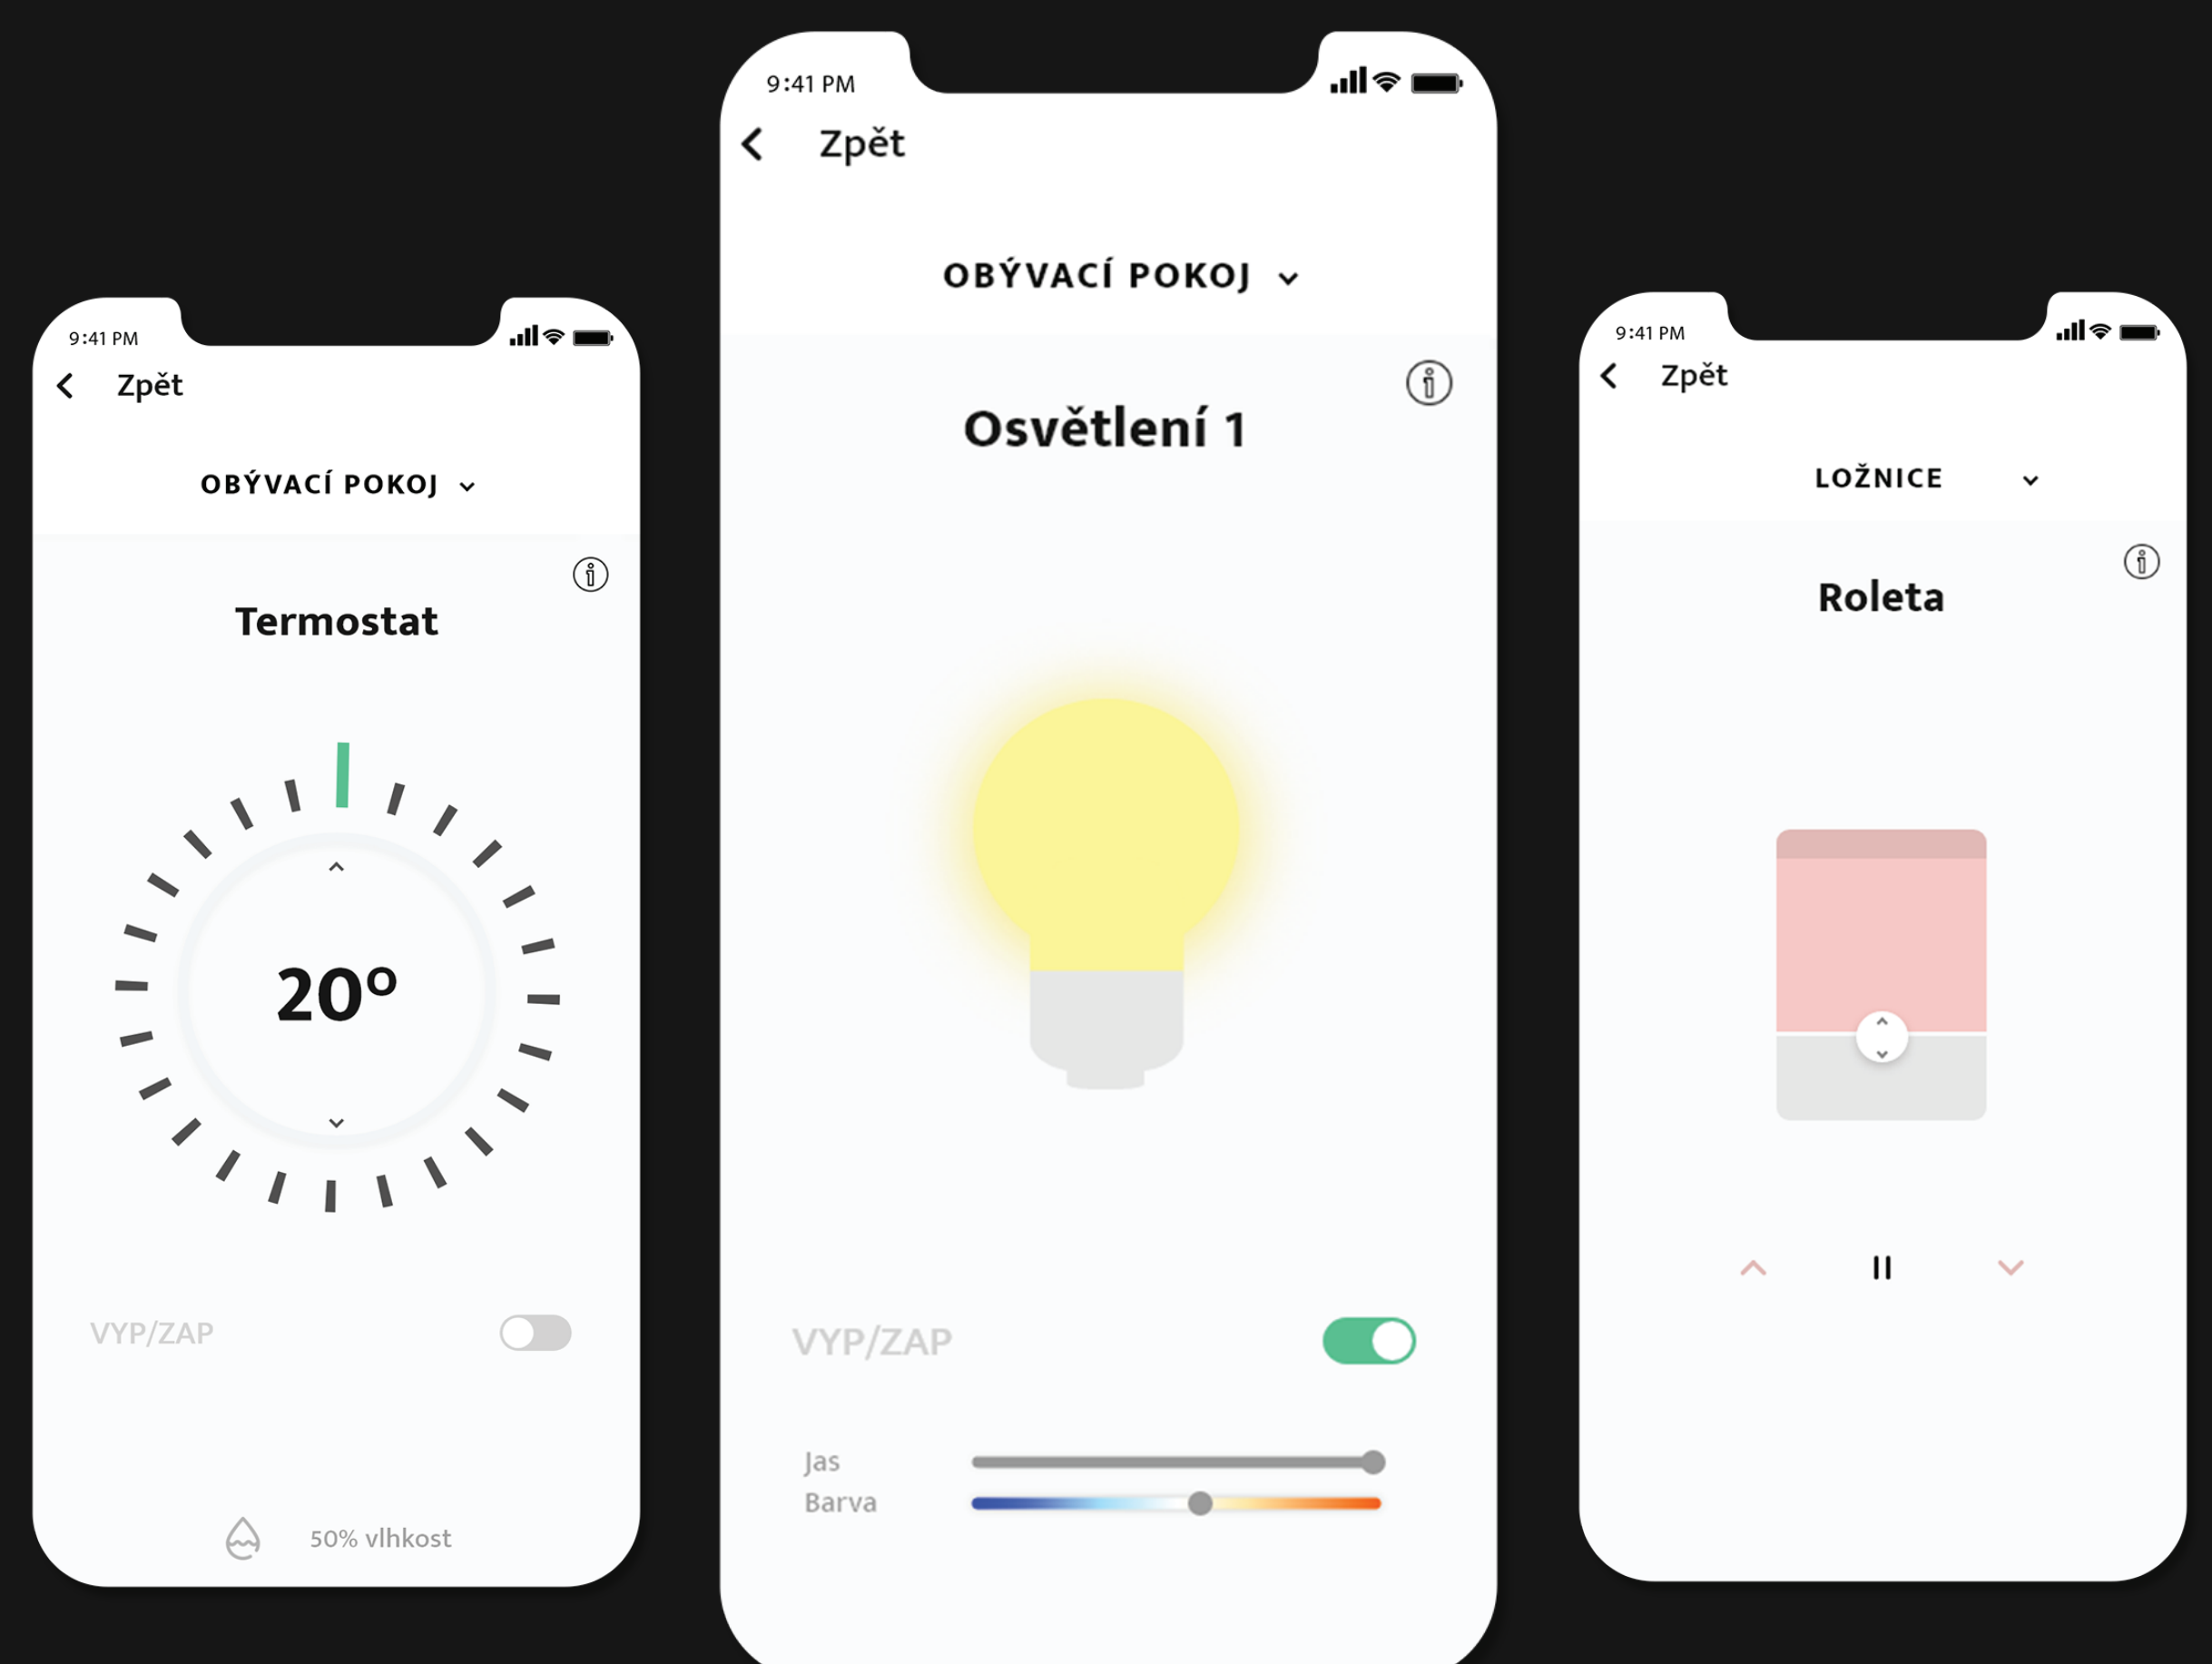 9:41 PM
Zpět
OBÝVACÍ POKOJ
Termostat
20°
VYP/ZAP
50% vlhkost
9:41 PM
Zpět
OBÝVACÍ POKOJ
Osvětlení 1
VYP/ZAP
Jas
Barva
9:41 PM
Zpět
LOŽNICE
Roleta